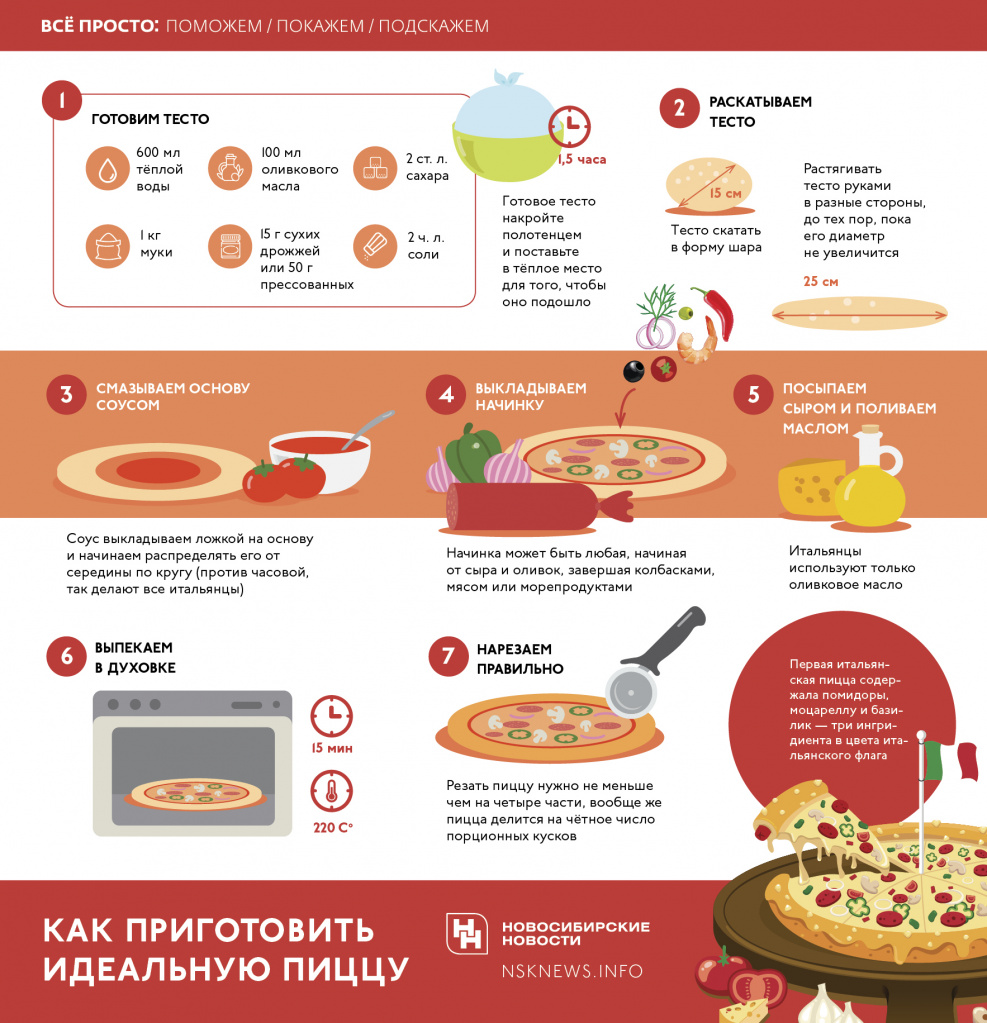 ВСЁ ПРОСТО: ПОМОЖЕМ / ПОКАЖЕМ / ПОДСКАЖЕМ
1
ГОТОВИМ ТЕСТО
600 мл
тёплой
воды
100 мл
оливкового
масла
2 ст. л.
сахара
1 кг
муки
15 г сухих
дрожжей
или 50 г
прессованных
2 ч. л.
соли
1,5 часа
Готовое тесто
накройте
полотенцем
и поставьте
в тёплое место
для того, чтобы
оно подошло
2
РАСКАТЫВАЕМ
ТЕСТО
15 см
Тесто скатать
в форму шара
Растягивать
тесто руками
в разные стороны,
до тех пор, пока
его диаметр
не увеличится
25 см
3
СМАЗЫВАЕМ ОСНОВУ
СОУСОМ
Соус выкладываем ложкой на основу
и начинаем распределять его от
середины по кругу (против часовой,
так делают все итальянцы)
4
ВЫКЛАДЫВАЕМ
НАЧИНКУ
Начинка может быть любая, начиная
от сыра и оливок, завершая колбасками,
мясом или морепродуктами
5
ПОСЫПАЕМ
СЫРОМ И ПОЛИВАЕМ
МАСЛОМ
Итальянцы
используют только
оливковое масло
6
ВЫПЕКАЕМ
В ДУХОВКЕ
15 мин
220 C°
7
НАРЕЗАЕМ
ПРАВИЛЬНО
Резать пиццу нужно не меньше
чем на четыре части, вообще же
пицца делится на чётное число
порционных кусков
Первая итальян-
ская пицца содер-
жала помидоры,
моцареллу и бази-
лик — три ингри-
диента в цвета ита-
льянского флага
КАК ПРИГОТОВИТЬ
ИДЕАЛЬНУЮ ПИЦЦУ
НН
НОВОСИБИРСКИЕ
НОВОСТИ
NSKNEWS.INFO